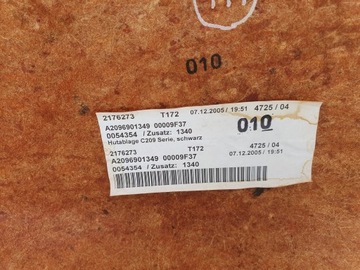 010
2176273 T172 07.12.2005 / 19:51 4725 / 04
A2096901349 00009F37 010
0054354 / Zusatz: 1340
Hutablage C209 Serie, schwarz
2176273 T172 4725 / 04
A2096901349 00009F37 07.12.2005 / 19:51
0054354 / Zusatz: 1340